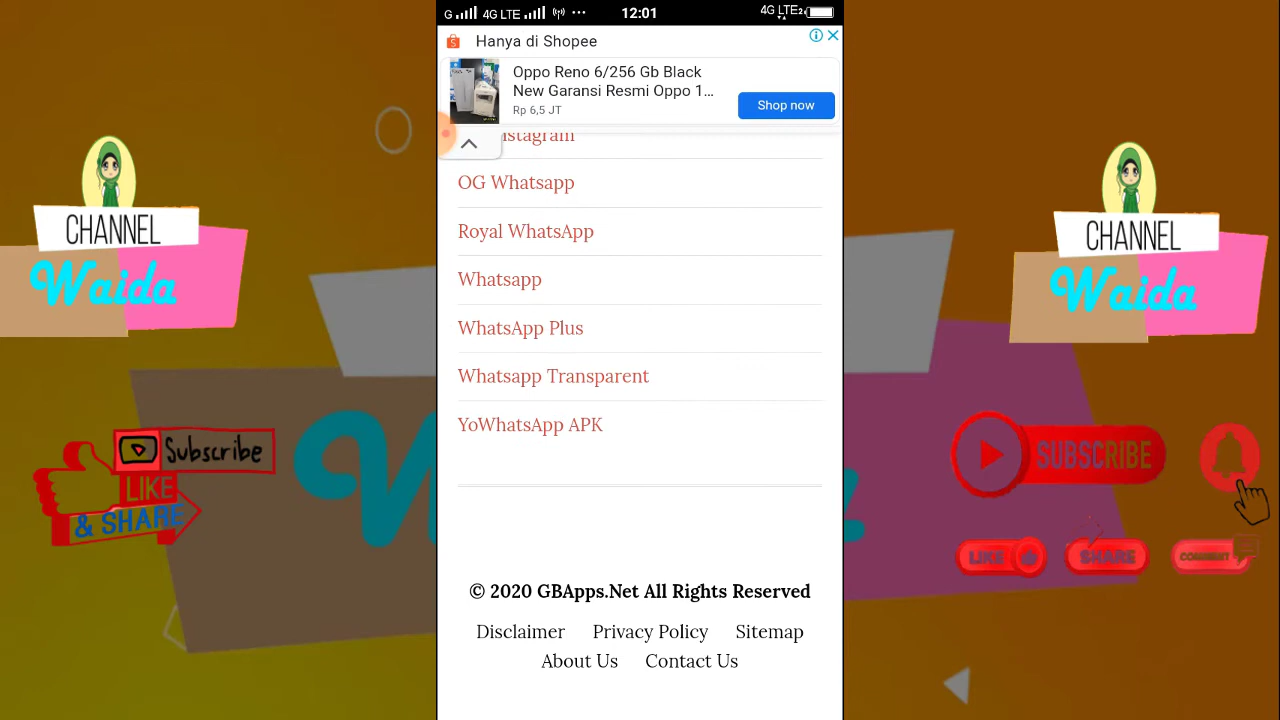 G 4G LTE 12:01 4G LTE2
Hanya di Shopee
Oppo Reno 6/256 Gb Black
New Garansi Resmi Oppo 1...
Rp 6,5 JT
Shop now
nstagram
OG Whatsapp
Royal WhatsApp
Whatsapp
WhatsApp Plus
Whatsapp Transparent
YoWhatsApp APK
© 2020 GBApps.Net All Rights Reserved
Disclaimer Privacy Policy Sitemap
About Us Contact Us
CHANNEL
Waida
Subscribe
LIKE
& SHARE
CHANNEL
Waida
SUBSCRIBE
LIKE SHARE COMMENT